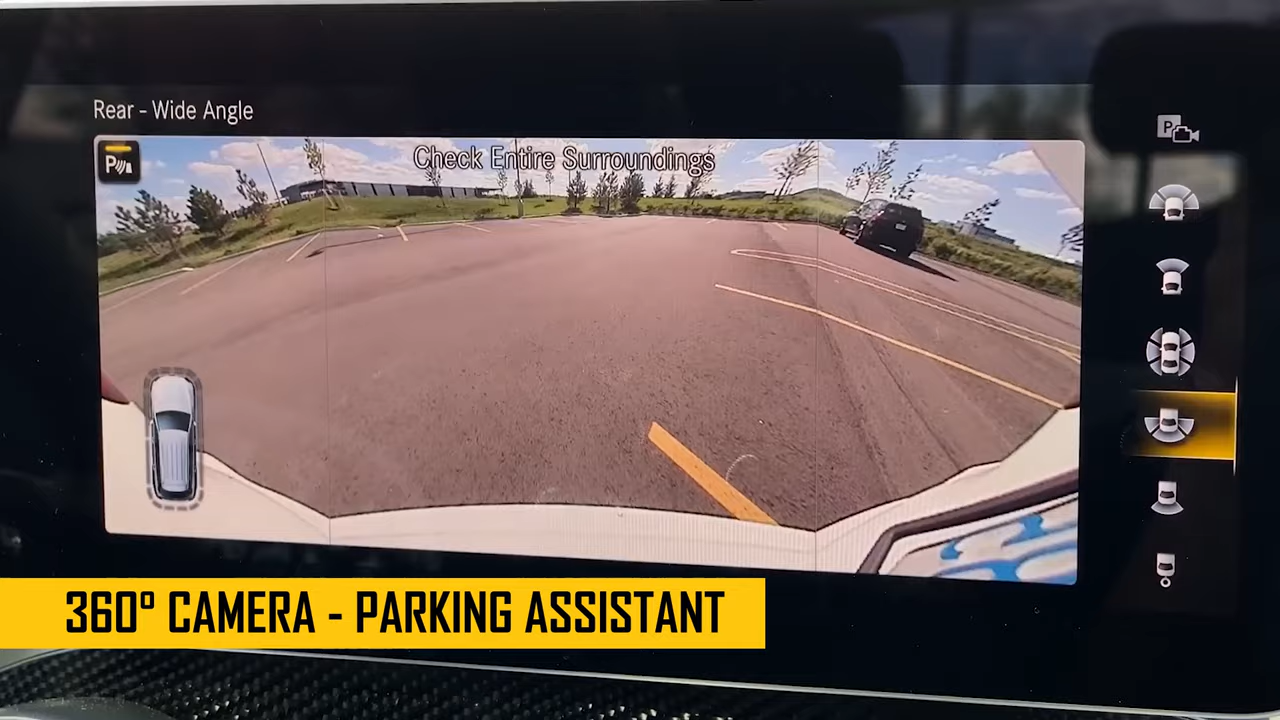 Rear - Wide Angle
P
P
Check Entire Surroundings
360° CAMERA - PARKING ASSISTANT